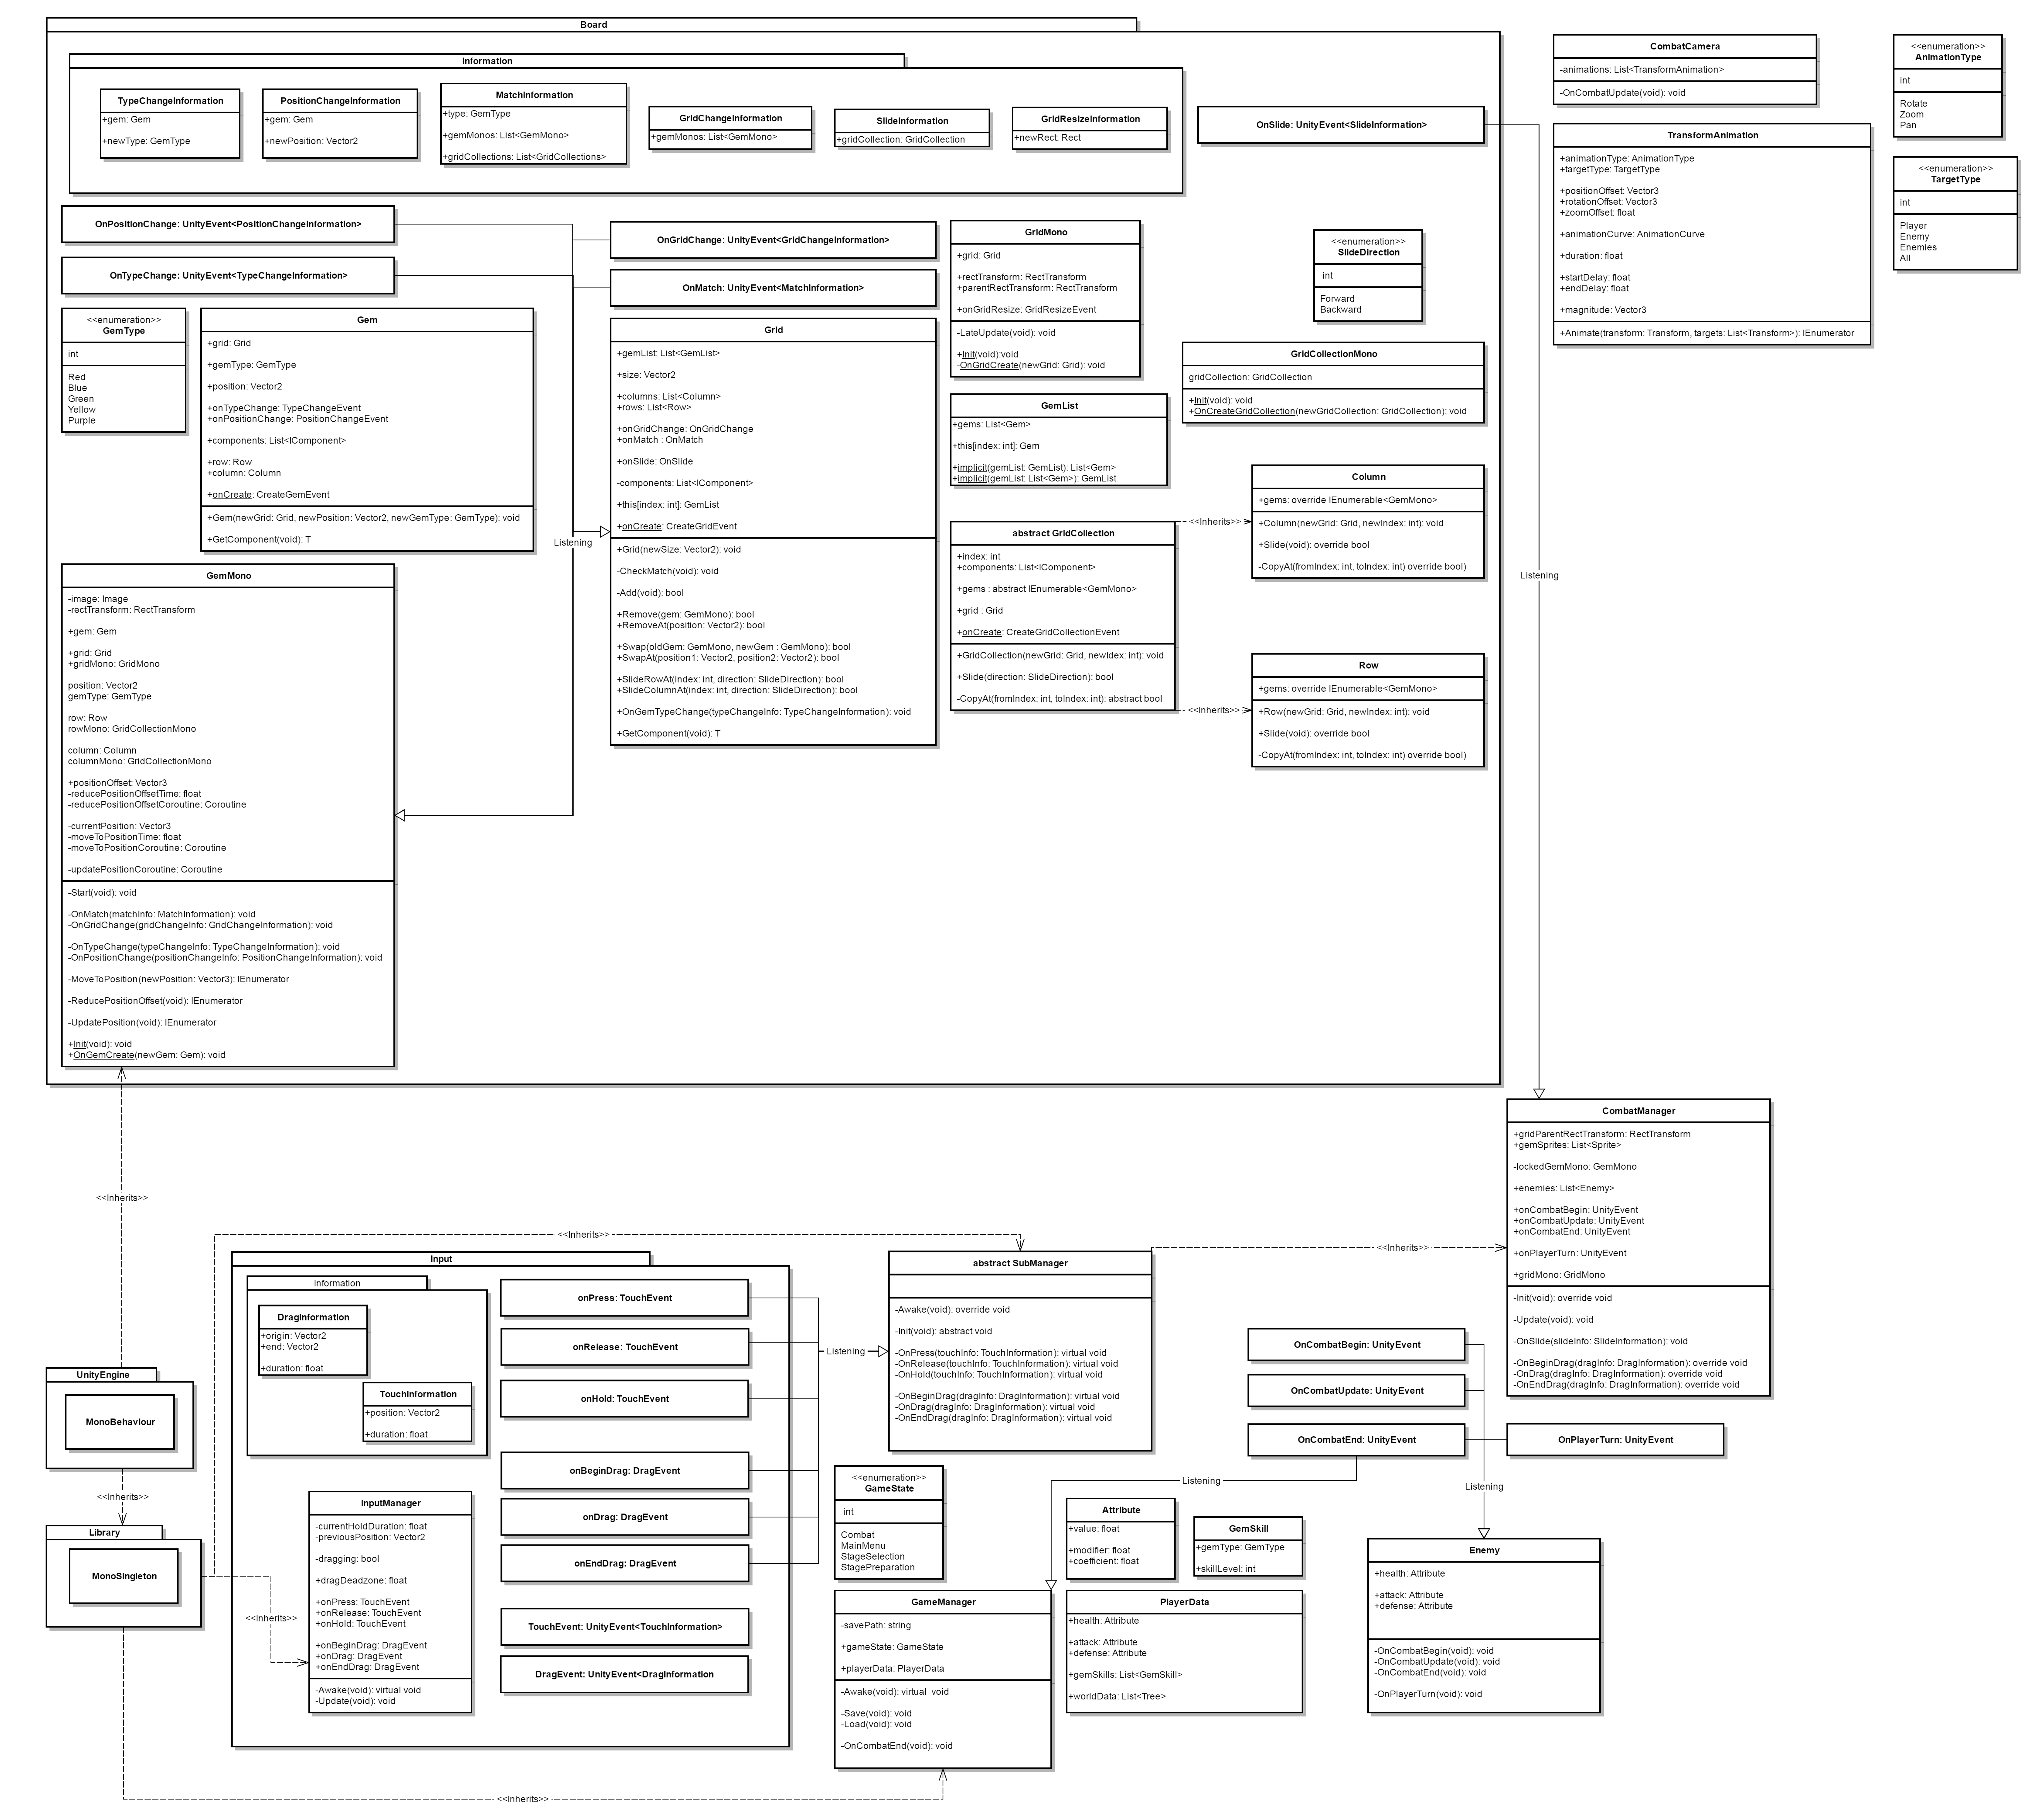 Board
Information
TypeChangeInformation
+gem: Gem
+newType: GemType
PositionChangeInformation
+gem: Gem
+newPosition: Vector2
MatchInformation
+type: GemType
+gemMonos: List<GemMono>
+gridCollections: List<GridCollections>
GridChangeInformation
+gemMonos: List<GemMono>
SlideInformation
+gridCollection: GridCollection
GridResizeInformation
+newRect: Rect
OnSlide: UnityEvent<SlideInformation>
CombatCamera
-animations: List<TransformAnimation>
-OnCombatUpdate(void): void
<<enumeration>>
AnimationType
int
Rotate
Zoom
Pan
TransformAnimation
+animationType: AnimationType
+targetType: TargetType
+positionOffset: Vector3
+rotationOffset: Vector3
+zoomOffset: float
+animationCurve: AnimationCurve
+duration: float
+startDelay: float
+endDelay: float
+magnitude: Vector3
+Animate(transform: Transform, targets: List<Transform>): IEnumerator
<<enumeration>>
TargetType
int
Player
Enemy
Enemies
All
OnPositionChange: UnityEvent<PositionChangeInformation>
OnTypeChange: UnityEvent<TypeChangeInformation>
OnGridChange: UnityEvent<GridChangeInformation>
OnMatch: UnityEvent<MatchInformation>
<<enumeration>>
GemType
int
Red
Blue
Green
Yellow
Purple
Gem
+grid: Grid
+gemType: GemType
+position: Vector2
+onTypeChange: TypeChangeEvent
+onPositionChange: PositionChangeEvent
+components: List<IComponent>
+row: Row
+column: Column
+onCreate: CreateGemEvent
+Gem(newGrid: Grid, newPosition: Vector2, newGemType: GemType): void
+GetComponent(void): T
Listening
Grid
+gemList: List<GemList>
+size: Vector2
+columns: List<Column>
+rows: List<Row>
+onGridChange: OnGridChange
+onMatch : OnMatch
+onSlide: OnSlide
-components: List<IComponent>
+this[index: int]: GemList
+onCreate: CreateGridEvent
+Grid(newSize: Vector2): void
-CheckMatch(void): void
-Add(void): bool
+Remove(gem: GemMono): bool
+RemoveAt(position: Vector2): bool
+Swap(oldGem: GemMono, newGem : GemMono): bool
+SwapAt(position1: Vector2, position2: Vector2): bool
+SlideRowAt(index: int, direction: SlideDirection): bool
+SlideColumnAt(index: int, direction: SlideDirection): bool
+OnGemTypeChange(typeChangeInfo: TypeChangeInformation): void
+GetComponent(void): T
GridMono
+grid: Grid
+rectTransform: RectTransform
+parentRectTransform: RectTransform
+onGridResize: GridResizeEvent
-LateUpdate(void): void
+Init(void):void
-OnGridCreate(newGrid: Grid): void
<<enumeration>>
SlideDirection
int
Forward
Backward
GridCollectionMono
gridCollection: GridCollection
+Init(void): void
+OnCreateGridCollection(newGridCollection: GridCollection): void
GemList
+gems: List<Gem>
+this[index: int]: Gem
+implicit(gemList: GemList): List<Gem>
+implicit(gemList: List<Gem>): GemList
abstract GridCollection
+index: int
+components: List<IComponent>
+gems : abstract IEnumerable<GemMono>
+grid : Grid
+onCreate: CreateGridCollectionEvent
+GridCollection(newGrid: Grid, newIdex: int): void
+Slide(direction: SlideDirection): bool
-CopyAt(fromIndex: int, toIndex: int): abstract bool
<<Inherits>>
<<Inherits>>
Column
+gems: override IEnumerable<GemMono>
+Column(newGrid: Grid, newIndex: int): void
+Slide(void): override bool
-CopyAt(fromIndex: int, toIndex: int) override bool)
Row
+gems: override IEnumerable<GemMono>
+Row(newGrid: Grid, newIndex: int): void
+Slide(void): override bool
-CopyAt(fromIndex: int, toIndex: int) override bool)
Listening
GemMono
-image: Image
-rectTransform: RectTransform
+gem: Gem
+grid: Grid
+gridMono: GridMono
position: Vector2
gemType: GemType
row: Row
rowMono: GridCollectionMono
column: Column
columnMono: GridCollectionMono
+positionOffset: Vector3
-reducePositionOffsetTime: float
-reducePositionOffsetCoroutine: Coroutine
-currentPosition: Vector3
-moveToPositionTime: float
-moveToPositionCoroutine: Coroutine
-updatePositionCoroutine: Coroutine
-Start(void): void
-OnMatch(matchInfo: MatchInformation): void
-OnGridChange(gridChangeInfo: GridChangeInformation): void
-OnTypeChange(typeChangeInfo: TypeChangeInformation): void
-OnPositionChange(positionChangeInfo: PositionChangeInformation): void
-MoveToPosition(newPosition: Vector3): IEnumerator
-ReducePositionOffset(void): IEnumerator
-UpdatePosition(void): IEnumerator
+Init(void): void
+OnGemCreate(newGem: Gem): void
<<Inherits>>
CombatManager
+gridParentRectTransform: RectTransform
+gemSprites: List<Sprite>
-lockedGemMono: GemMono
+enemies: List<Enemy>
+onCombatBegin: UnityEvent
+onCombatUpdate: UnityEvent
+onCombatEnd: UnityEvent
+onPlayerTurn: UnityEvent
+gridMono: GridMono
-Init(void): override void
-Update(void): void
-OnSlide(slideInfo: SlideInformation): void
-OnBeginDrag(dragInfo: DragInformation): override void
-OnDrag(dragInfo: DragInformation): override void
-OnEndDrag(dragInfo: DragInformation): override void
<<Inherits>>
<<Inherits>>
Input
Information
DragInformation
+origin: Vector2
+end: Vector2
+duration: float
TouchInformation
+position: Vector2
+duration: float
onPress: TouchEvent
onRelease: TouchEvent
onHold: TouchEvent
onBeginDrag: DragEvent
onDrag: DragEvent
onEndDrag: DragEvent
TouchEvent: UnityEvent<TouchInformation>
DragEvent: UnityEvent<DragInformation
Listening
abstract SubManager
-Awake(void): override void
-Init(void): abstract void
-OnPress(touchInfo: TouchInformation): virtual void
-OnRelease(touchInfo: TouchInformation): virtual void
-OnHold(touchInfo: TouchInformation): virtual void
-OnBeginDrag(dragInfo: DragInformation): virtual void
-OnDrag(dragInfo: DragInformation): virtual void
-OnEndDrag(dragInfo: DragInformation): virtual void
UnityEngine
MonoBehaviour
<<Inherits>>
Library
MonoSingleton
<<Inherits>>
InputManager
-currentHoldDuration: float
-previousPosition: Vector2
-dragging: bool
+dragDeadzone: float
+onPress: TouchEvent
+onRelease: TouchEvent
+onHold: TouchEvent
+onBeginDrag: DragEvent
+onDrag: DragEvent
+onEndDrag: DragEvent
-Awake(void): virtual void
-Update(void): void
OnCombatBegin: UnityEvent
OnCombatUpdate: UnityEvent
OnCombatEnd: UnityEvent
OnPlayerTurn: UnityEvent
Listening
Listening
<<enumeration>>
GameState
int
Combat
MainMenu
StageSelection
StagePreparation
Attribute
+value: float
+modifier: float
+coefficient: float
GemSkill
+gemType: GemType
+skillLevel: int
GameManager
-savePath: string
+gameState: GameState
+playerData: PlayerData
-Awake(void): virtual  void
-Save(void): void
-Load(void): void
-OnCombatEnd(void): void
PlayerData
+health: Attribute
+attack: Attribute
+defense: Attribute
+gemSkills: List<GemSkill>
+worldData: List<Tree>
Enemy
+health: Attribute
+attack: Attribute
+defense: Attribute
-OnCombatBegin(void): void
-OnCombatUpdate(void): void
-OnCombatEnd(void): void
-OnPlayerTurn(void): void
<<Inherits>>